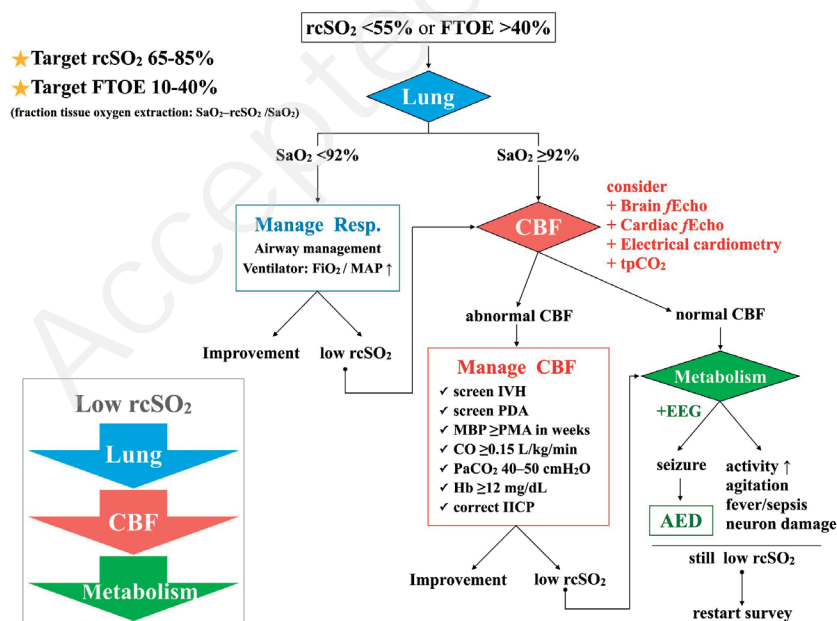 rcSO₂ <55% or FTOE >40%
Target rcSO₂ 65-85%
Target FTOE 10-40%
(fraction tissue oxygen extraction: SaO₂–rcSO₂ /SaO₂)
Lung
SaO₂ <92%
SaO₂ ≥92%
Manage Resp.
Airway management
Ventilator: FiO₂ / MAP ↑
CBF
consider
+ Brain fEcho
+ Cardiac fEcho
+ Electrical cardiometry
+ tpCO₂
Improvement
low rcSO₂
abnormal CBF
normal CBF
Manage CBF
✓ screen IVH
✓ screen PDA
✓ MBP ≥PMA in weeks
✓ CO ≥0.15 L/kg/min
✓ PaCO₂ 40–50 cmH₂O
✓ Hb ≥12 mg/dL
✓ correct IICP
Improvement
low rcSO₂
Metabolism
+EEG
seizure
AED
activity ↑
agitation
fever/sepsis
neuron damage
still low rcSO₂
restart survey
Low rcSO₂
Lung
CBF
Metabolism
Accepted